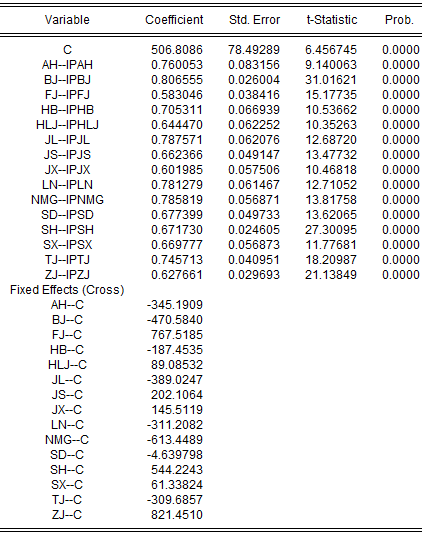 Variable Coefficient Std. Error t-Statistic Prob.
C 506.8086 78.49289 6.456745 0.0000
AH--IPAH 0.760053 0.083156 9.140063 0.0000
BJ--IPBJ 0.806555 0.026004 31.01621 0.0000
FJ--IPFJ 0.583046 0.038416 15.17735 0.0000
HB--IPHB 0.705311 0.066939 10.53662 0.0000
HLJ--IPHLJ 0.644470 0.062252 10.35263 0.0000
JL--IPJL 0.787571 0.062076 12.68720 0.0000
JS--IPJS 0.662366 0.049147 13.47732 0.0000
JX--IPJX 0.601985 0.057506 10.46818 0.0000
LN--IPLN 0.781279 0.061467 12.71052 0.0000
NMG--IPNMG 0.785819 0.056871 13.81758 0.0000
SD--IPSD 0.677399 0.049733 13.62065 0.0000
SH--IPSH 0.671730 0.024605 27.30095 0.0000
SX--IPSX 0.669777 0.056873 11.77681 0.0000
TJ--IPTJ 0.745713 0.040951 18.20987 0.0000
ZJ--IPZJ 0.627661 0.029693 21.13849 0.0000
Fixed Effects (Cross)
AH--C -345.1909
BJ--C -470.5840
FJ--C 767.5185
HB--C -187.4535
HLJ--C 89.08532
JL--C -389.0247
JS--C 202.1064
JX--C 145.5119
LN--C -311.2082
NMG--C -613.4489
SD--C -4.639798
SH--C 544.2243
SX--C 61.33824
TJ--C -309.6857
ZJ--C 821.4510